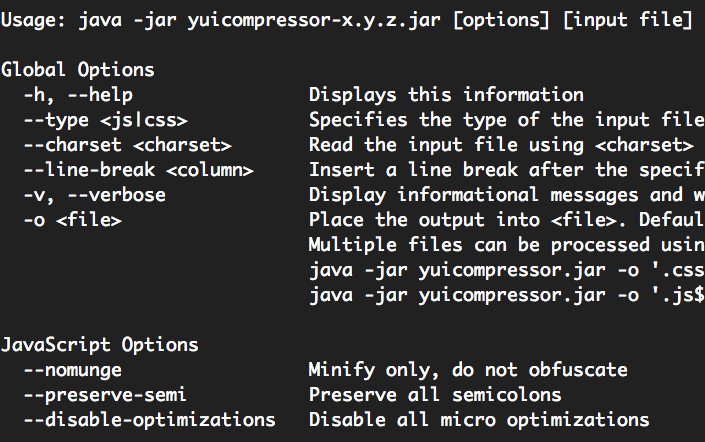 Usage: java -jar yuicompressor-x.y.z.jar [options] [input file]
Global Options
-h, --help Displays this information
--type <js|css> Specifies the type of the input file
--charset <charset> Read the input file using <charset>
--line-break <column> Insert a line break after the specif
-v, --verbose Display informational messages and w
-o <file> Place the output into <file>. Defaul
Multiple files can be processed usin
java -jar yuicompressor.jar -o '.css
java -jar yuicompressor.jar -o '.js$
JavaScript Options
--nomunge Minify only, do not obfuscate
--preserve-semi Preserve all semicolons
--disable-optimizations Disable all micro optimizations